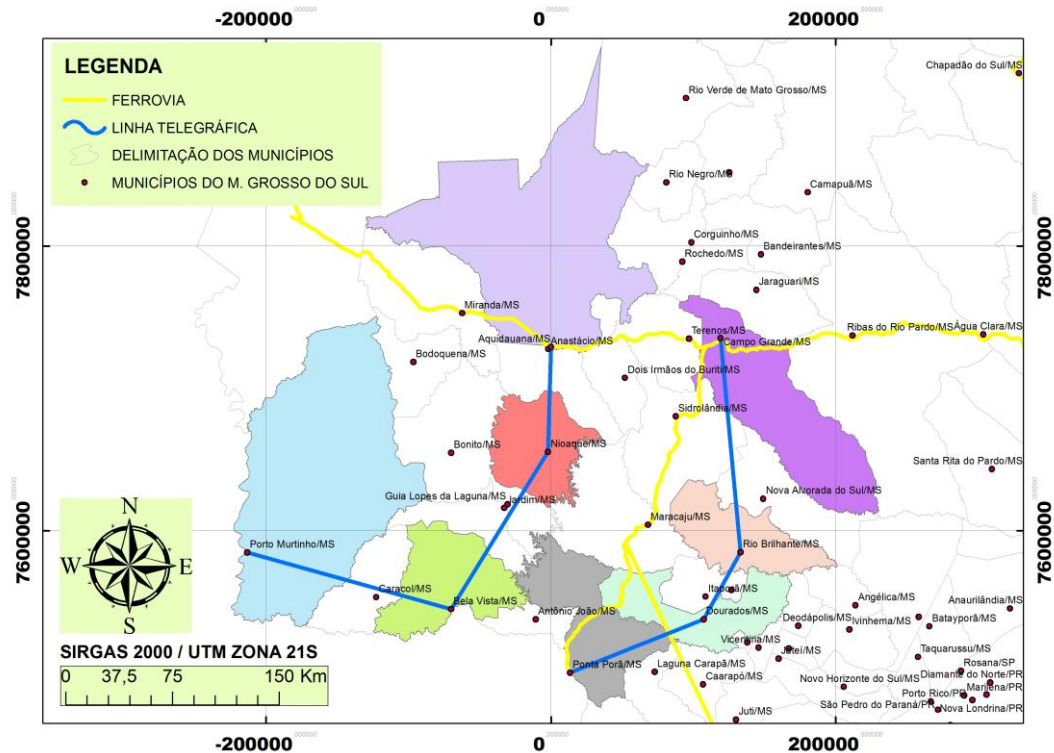 -200000 0 200000
LEGENDA
FERROVIA
LINHA TELEGRÁFICA
DELIMITAÇÃO DOS MUNICÍPIOS
MUNICÍPIOS DO M. GROSSO DO SUL
Chapadão do Sul/MS
Rio Verde de Mato Grosso/MS
Rio Negro/MS
Camapuã/MS
Corguinho/MS
Bandeirantes/MS
Rochedo/MS
7800000 7800000
Jaraguari/MS
Miranda/MS
Terenos/MS
Ribas do Rio Pardo/MS
Água Clara/MS
Aquidauana/MS
Anastácio/MS
Campo Grande/MS
Bodoquena/MS
Dois Irmãos do Buriti/MS
Sidrolândia/MS
Bonito/MS
Nioaque/MS
Santa Rita do Pardo/MS
Guia Lopes da Laguna/MS
Jardim/MS
Nova Alvorada do Sul/MS
Maracaju/MS
7600000 7600000
N
W E
S
Porto Murtinho/MS
Rio Brilhante/MS
Caracol/MS
Itaporã/MS
Bela Vista/MS
Antônio João/MS
Dourados/MS
Angélica/MS
Anaurilândia/MS
Deodápolis/MS
Ivinhema/MS
Batayporã/MS
Vicentina/MS
Jateí/MS
Taquarussu/MS
SIRGAS 2000 / UTM ZONA 21S
0 37,5 75 150 Km
Ponta Porã/MS
Laguna Carapã/MS
Caarapó/MS
Rosana/SP
Diamante do Norte/PR
Novo Horizonte do Sul/MS
Porto Rico/PR
Marilena/PR
São Pedro do Paraná/PR
Nova Londrina/PR
Juti/MS
-200000 0 200000